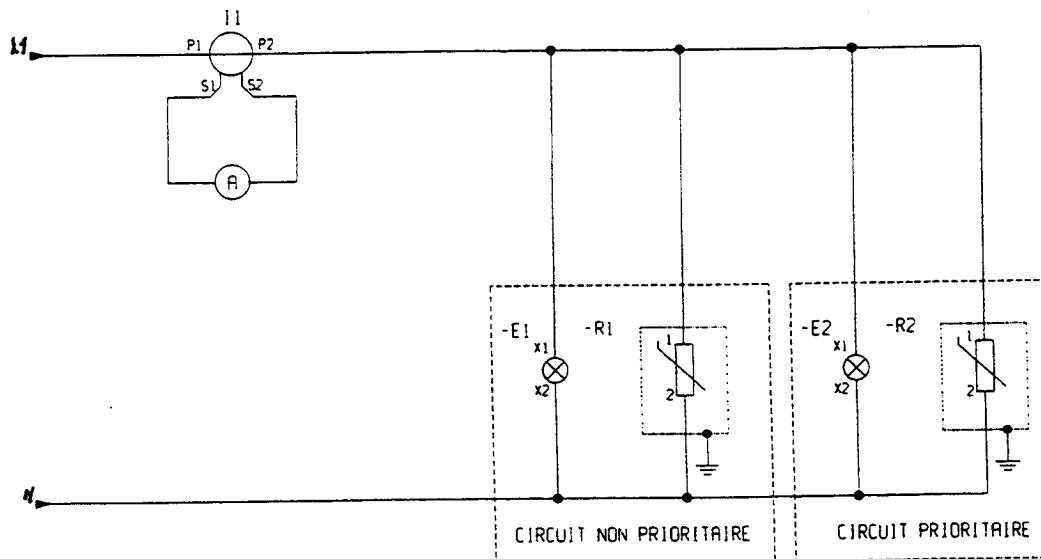 I1
P1
P2
L1
S1
S2
A
-E1
-R1
-E2
-R2
X1
1
X1
1
X2
2
X2
2
N
CIRCUIT NON PRIORITAIRE
CIRCUIT PRIORITAIRE